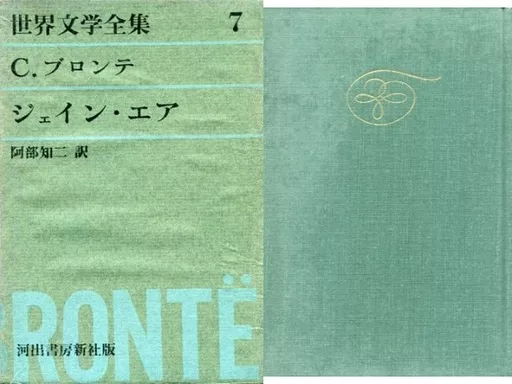 世界文学全集 7
C.ブロンテ
ジェイン・エア
阿部知二 訳
BRONTË
河出書房新社版